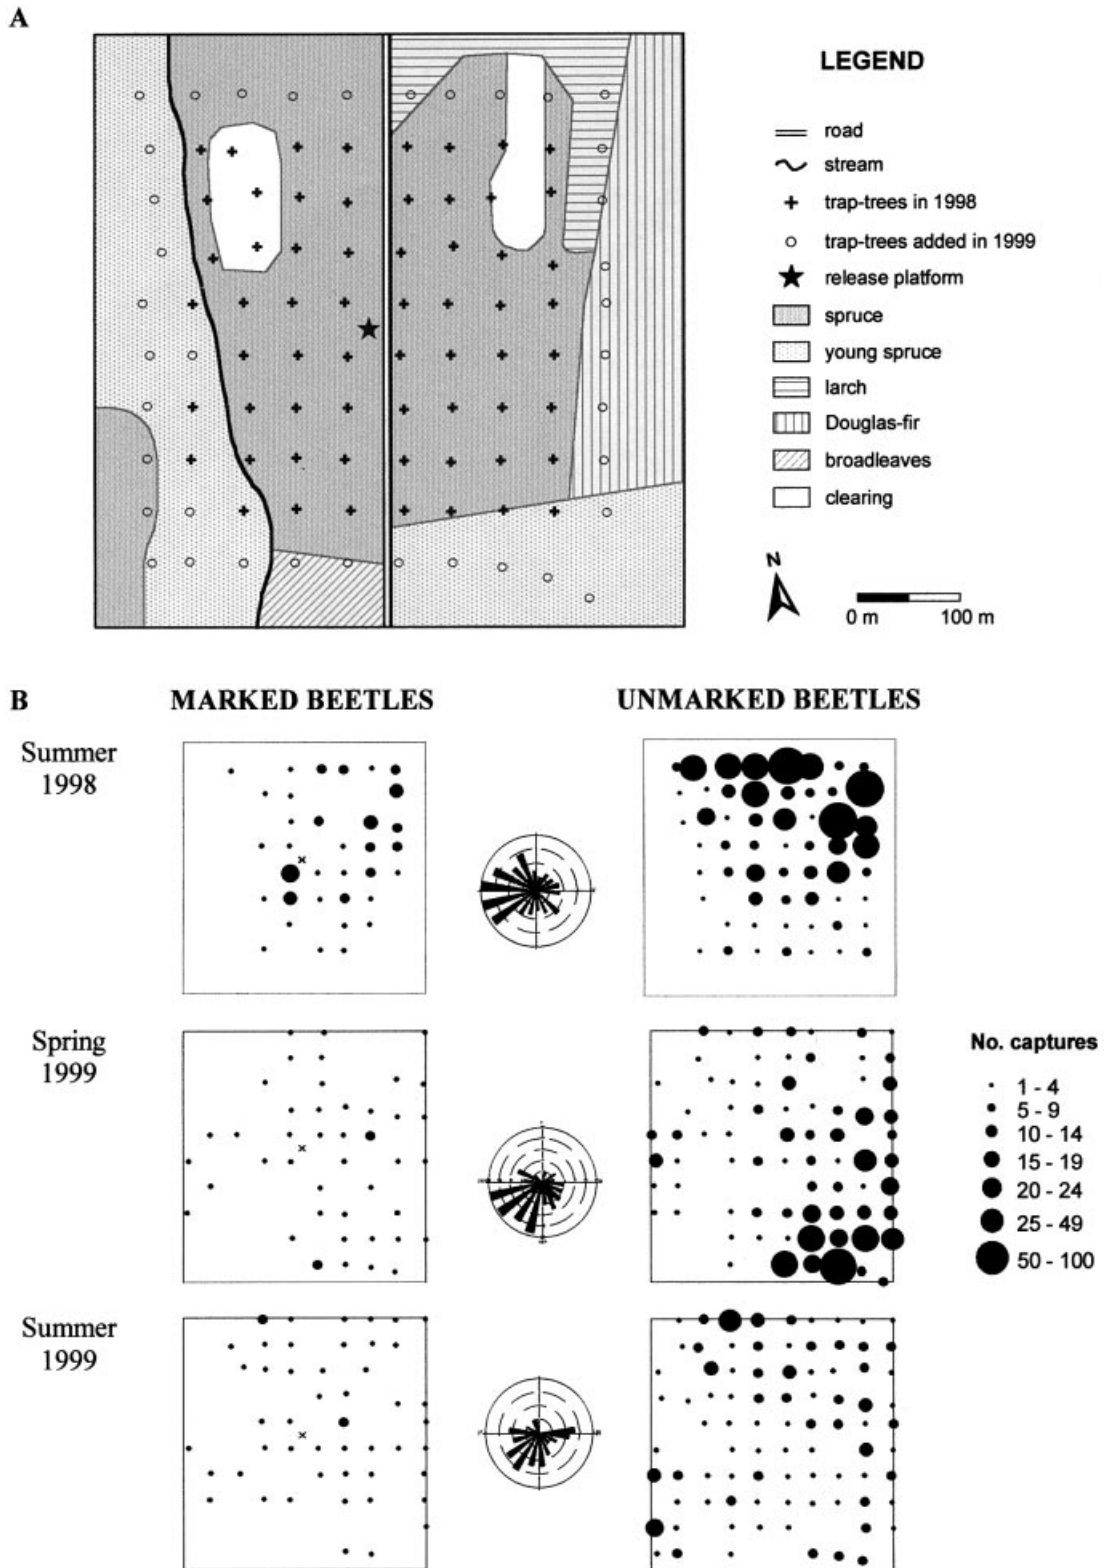 A
LEGEND
road
stream
trap-trees in 1998
trap-trees added in 1999
release platform
spruce
young spruce
larch
Douglas-fir
broadleaves
clearing
N
0 m 100 m
B
MARKED BEETLES
UNMARKED BEETLES
Summer
1998
Spring
1999
No. captures
1 - 4
5 - 9
10 - 14
15 - 19
20 - 24
25 - 49
50 - 100
Summer
1999